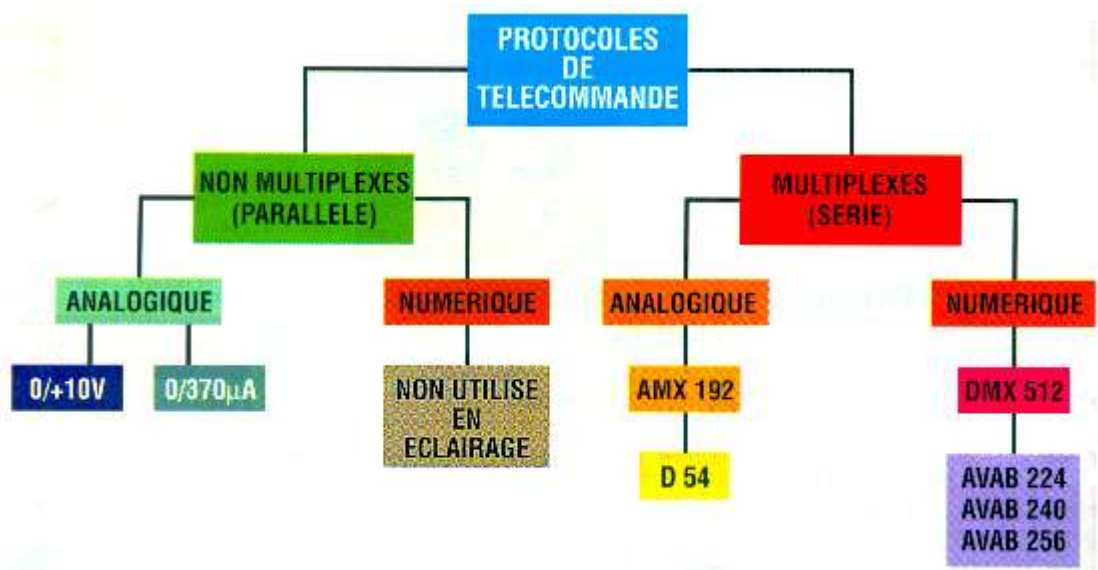 PROTOCOLES
DE
TELECOMMANDE
NON MULTIPLEXES
(PARALLELE)
MULTIPLEXES
(SERIE)
ANALOGIQUE
NUMERIQUE
ANALOGIQUE
NUMERIQUE
0/+10V
0/370µA
NON UTILISE
EN
ECLAIRAGE
AMX 192
DMX 512
D 54
AVAB 224
AVAB 240
AVAB 256